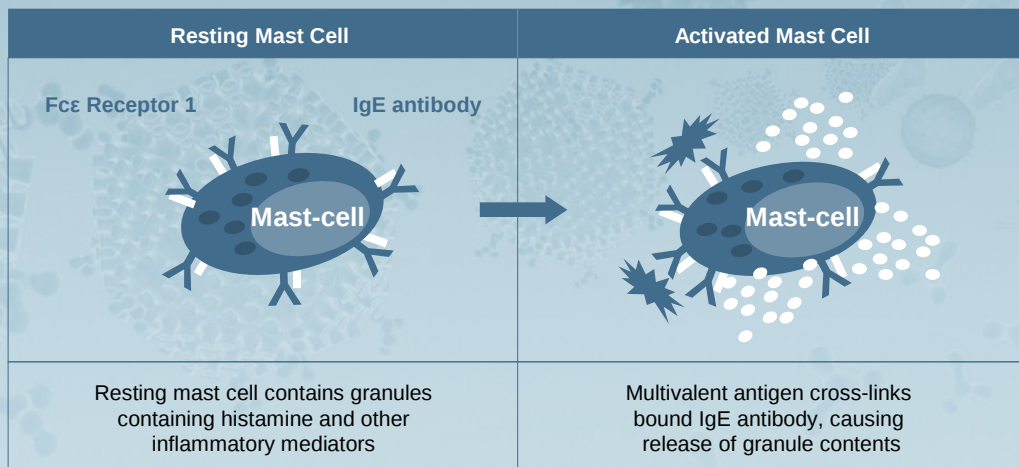 Resting Mast Cell
Activated Mast Cell
Fcε Receptor 1
IgE antibody
Mast-cell
Mast-cell
Resting mast cell contains granules
containing histamine and other
inflammatory mediators
Multivalent antigen cross-links
bound IgE antibody, causing
release of granule contents